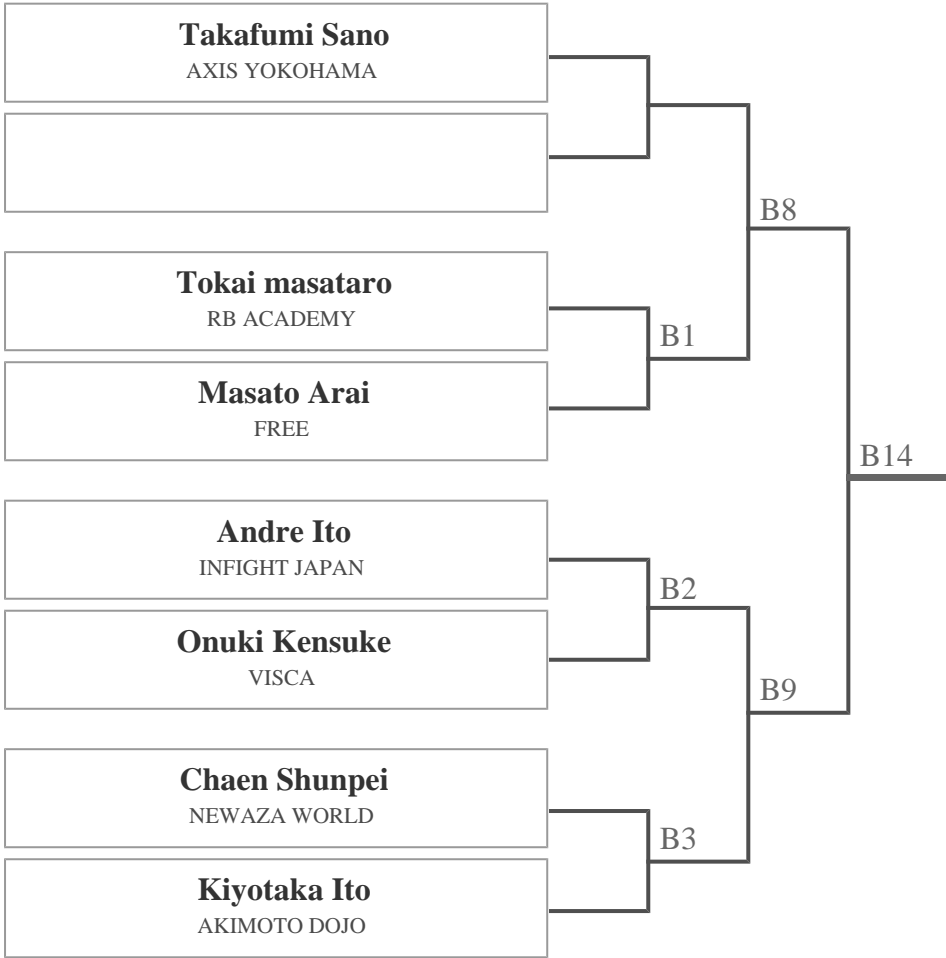 Takafumi Sano
AXIS YOKOHAMA
B8
Tokai masataro
RB ACADEMY
B1
Masato Arai
FREE
B14
Andre Ito
INFIGHT JAPAN
B2
Onuki Kensuke
VISCA
B9
Chaen Shunpei
NEWAZA WORLD
B3
Kiyotaka Ito
AKIMOTO DOJO